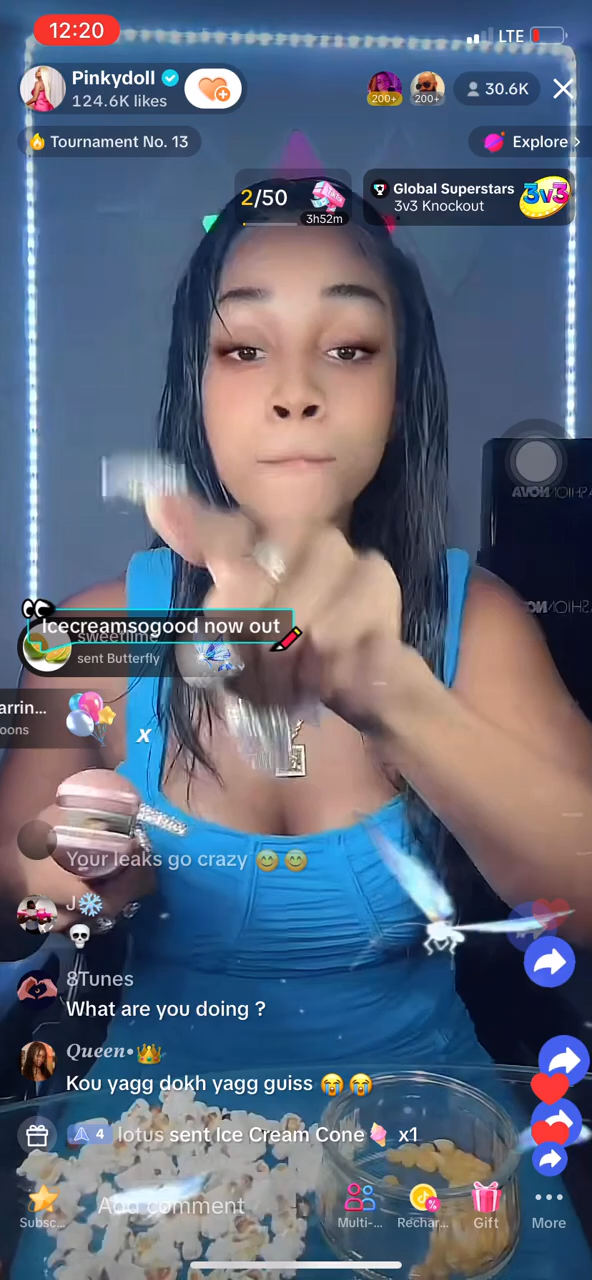 12:20
LTE
Pinkydoll
124.6K likes
200+
200+
30.6K
Tournament No. 13
Explore
2/50
3h52m
Global Superstars
3v3 Knockout
3v3
Icecreamsogood now out
sweetlime
sent Butterfly
arrin...
oons
x
Your leaks go crazy 😊 😊
J❄️
💀
8Tunes
What are you doing ?
Queen•👑
Kou yagg dokh yagg guiss 😭 😭
4 lotus sent Ice Cream Cone x1
Add comment
Subsc...
Multi-...
Rechar...
Gift
More